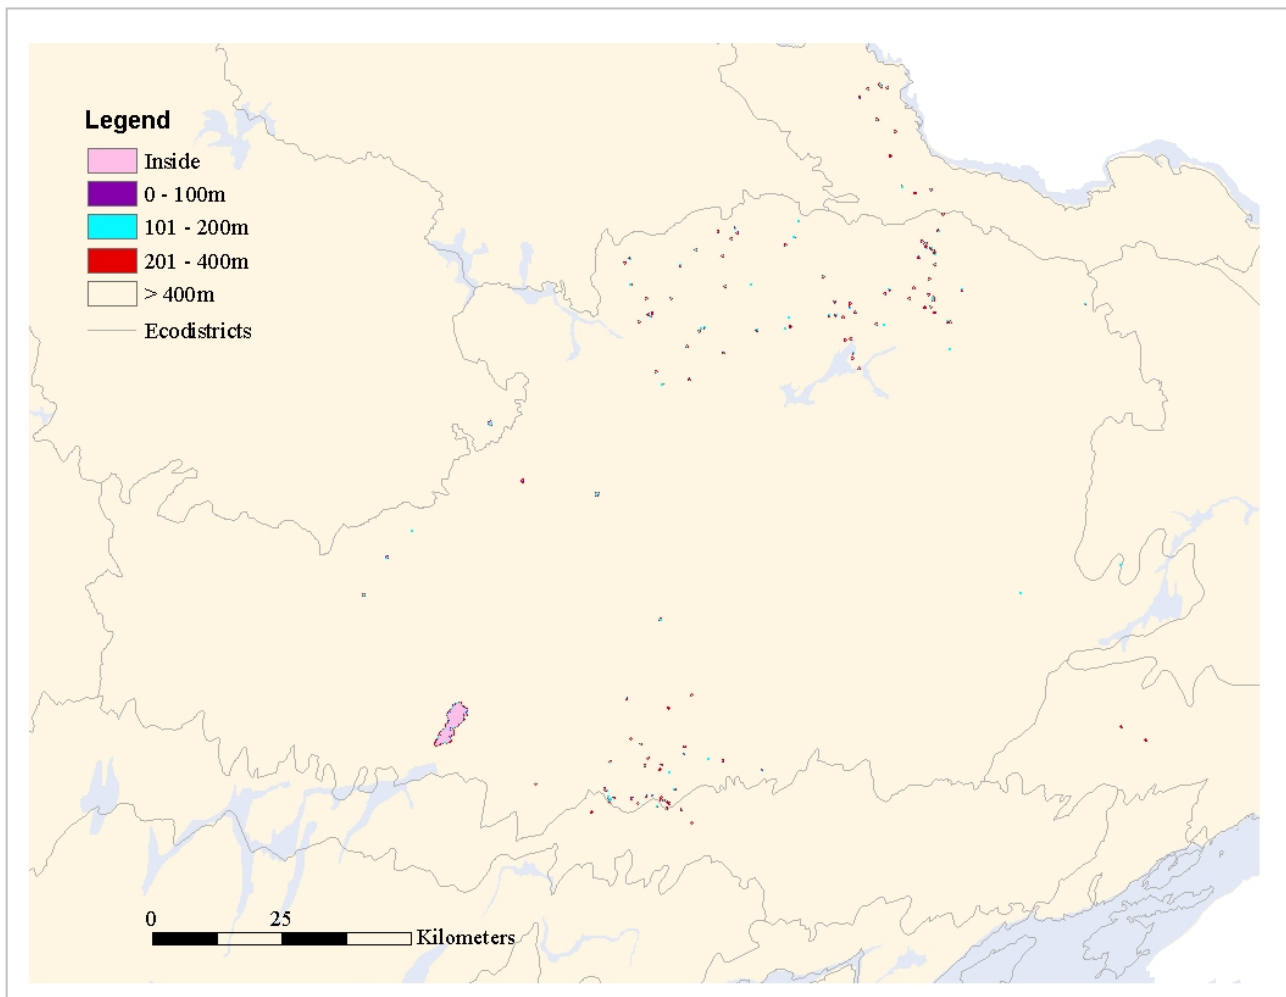 Legend
Inside
0 - 100m
101 - 200m
201 - 400m
> 400m
Ecodistricts
0 25
Kilometers